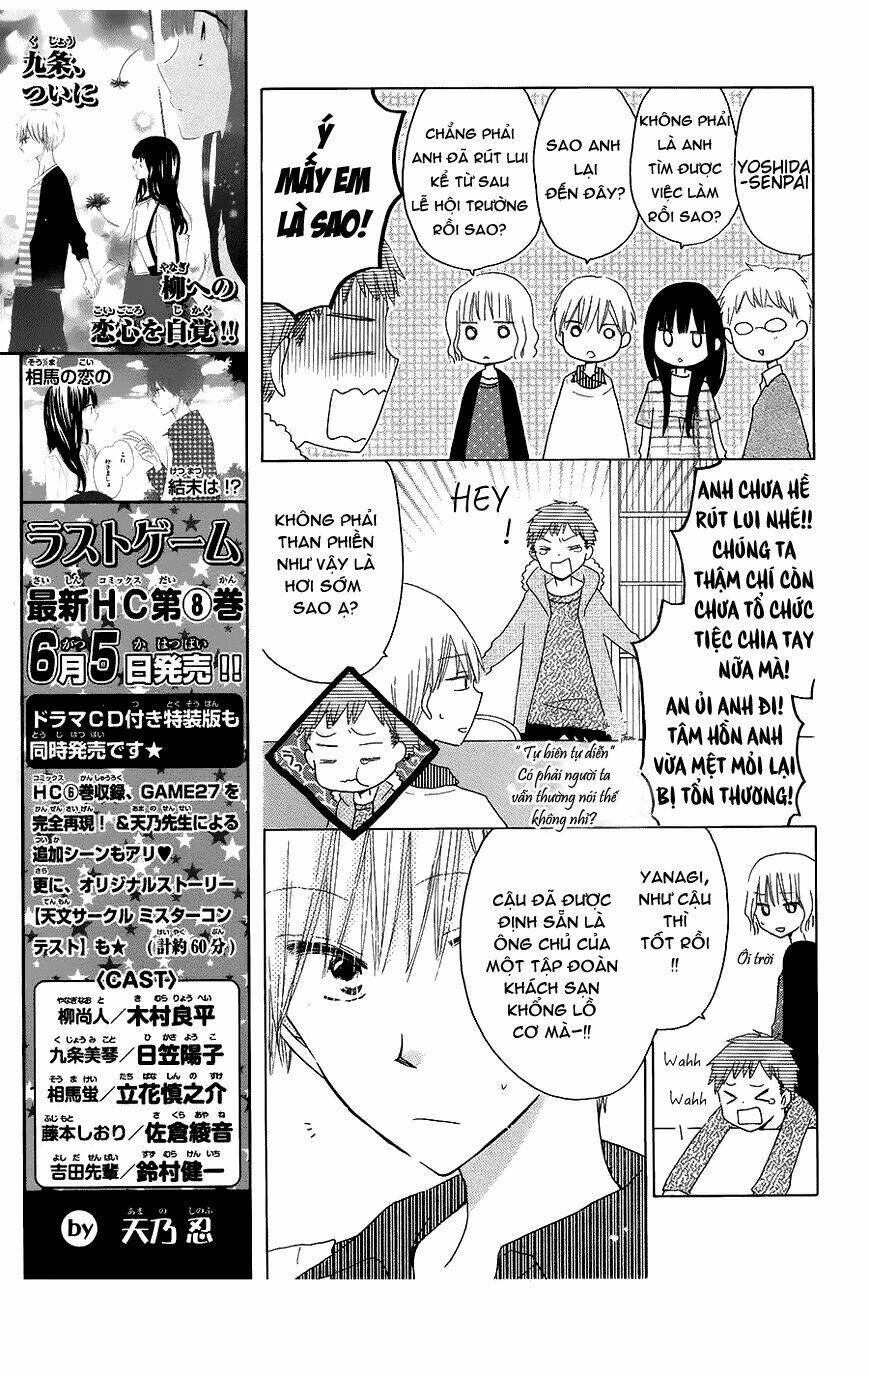 YOSHIDA
-SENPAI
KHÔNG PHẢI
LÀ ANH
TÌM ĐƯỢC
VIỆC LÀM
RỒI SAO?
SAO ANH
LẠI
ĐẾN ĐÂY?
CHẲNG PHẢI
ANH ĐÃ RÚT LUI
KỂ TỪ SAU
LỄ HỘI TRƯỜNG
RỒI SAO?
Ý
MẤY EM
LÀ SAO!
ANH CHƯA HỀ
RÚT LUI NHÉ!!
CHÚNG TA
THẬM CHÍ CÒN
CHƯA TỔ CHỨC
TIỆC CHIA TAY
NỮA MÀ!
AN ỦI ANH ĐI!
TÂM HỒN ANH
VỪA MỆT MỎI LẠI
BỊ TỔN THƯƠNG!
HEY
!
KHÔNG PHẢI
THAN PHIỀN
NHƯ VẬY LÀ
HƠI SỚM
SAO Ạ?
"Tự biên tự diễn"
Có phải người ta
vẫn thường nói thế
không nhỉ?
YANAGI,
NHƯ CẬU
THÌ
TỐT RỒI
!!
Ôi trời
Wahh
Wahh
CẬU ĐÃ ĐƯỢC
ĐỊNH SẴN LÀ
ÔNG CHỦ CỦA
MỘT TẬP ĐOÀN
KHÁCH SẠN
KHỔNG LỒ
CƠ MÀ~!!
九条、
ついに
柳への
恋心を自覚!!
相馬の恋の
結末は!?
ラストゲーム
最新HC第⑧巻
6月5日発売!!
ドラマCD付き特装版も
同時発売です★
HC⑥巻収録、GAME27を
完全再現！&天乃先生による
追加シーンもアリ♥
更に、オリジナルストーリー
【天文サークル ミスターコン
テスト】も★ (計約60分)
〈CAST〉
柳尚人／木村良平
九条美琴／日笠陽子
相馬蛍／立花慎之介
藤本しおり／佐倉綾音
吉田先輩／鈴村健一
by 天乃 忍